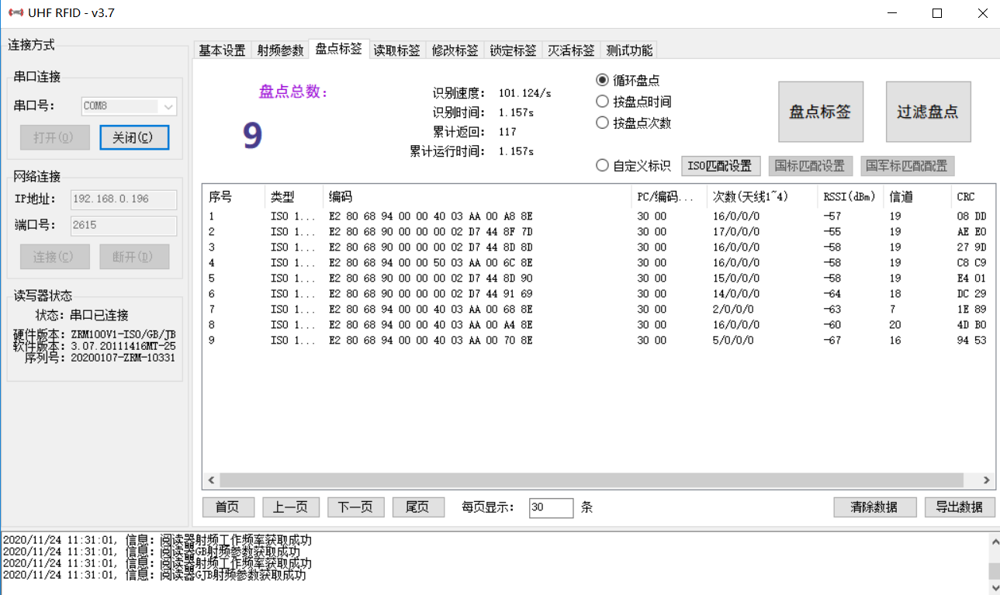 UHF RFID - v3.7
连接方式
串口连接
串口号： COM8
打开(O) 关闭(C)
网络连接
IP地址： 192.168.0.196
端口号： 2615
连接(C) 断开(D)
读写器状态
状态：串口已连接
硬件版本：ZRM100V1-ISO/GB/JB
软件版本：3.07.20111416MT-25
序列号：20200107-ZRM-10331
基本设置 射频参数 盘点标签 读取标签 修改标签 锁定标签 灭活标签 测试功能
盘点总数：
9
识别速度： 101.124/s
识别时间： 1.157s
累计返回： 117
累计运行时间： 1.157s
循环盘点
按盘点时间
按盘点次数
盘点标签 过滤盘点
自定义标识 ISO匹配设置 国标匹配设置 国军标匹配配置
序号 类型 编码 PC/编码... 次数(天线1~4) RSSI(dBm) 信道 CRC
1 ISO 1... E2 80 68 94 00 00 40 03 AA 00 A8 8E 30 00 16/0/0/0 -57 19 08 DD
2 ISO 1... E2 80 68 90 00 00 00 02 D7 44 8F 7D 30 00 17/0/0/0 -55 19 AE E0
3 ISO 1... E2 80 68 90 00 00 00 02 D7 44 8D 8D 30 00 16/0/0/0 -58 19 27 9D
4 ISO 1... E2 80 68 94 00 00 50 03 AA 00 6C 8E 30 00 16/0/0/0 -58 19 C8 C9
5 ISO 1... E2 80 68 90 00 00 00 02 D7 44 8D 90 30 00 15/0/0/0 -58 19 E4 01
6 ISO 1... E2 80 68 90 00 00 00 02 D7 44 91 69 30 00 14/0/0/0 -64 18 DC 29
7 ISO 1... E2 80 68 94 00 00 40 03 AA 00 68 8E 30 00 2/0/0/0 -63 7 1E 89
8 ISO 1... E2 80 68 94 00 00 40 03 AA 00 A4 8E 30 00 16/0/0/0 -60 20 4D B0
9 ISO 1... E2 80 68 94 00 00 40 03 AA 00 70 8E 30 00 5/0/0/0 -67 16 94 53
首页 上一页 下一页 尾页 每页显示： 30 条 清除数据 导出数据
2020/11/24 11:31:01, 信息：阅读器射频工作频率获取成功
2020/11/24 11:31:01, 信息：阅读器GB射频参数获取成功
2020/11/24 11:31:01, 信息：阅读器射频工作频率获取成功
2020/11/24 11:31:01, 信息：阅读器GJB射频参数获取成功